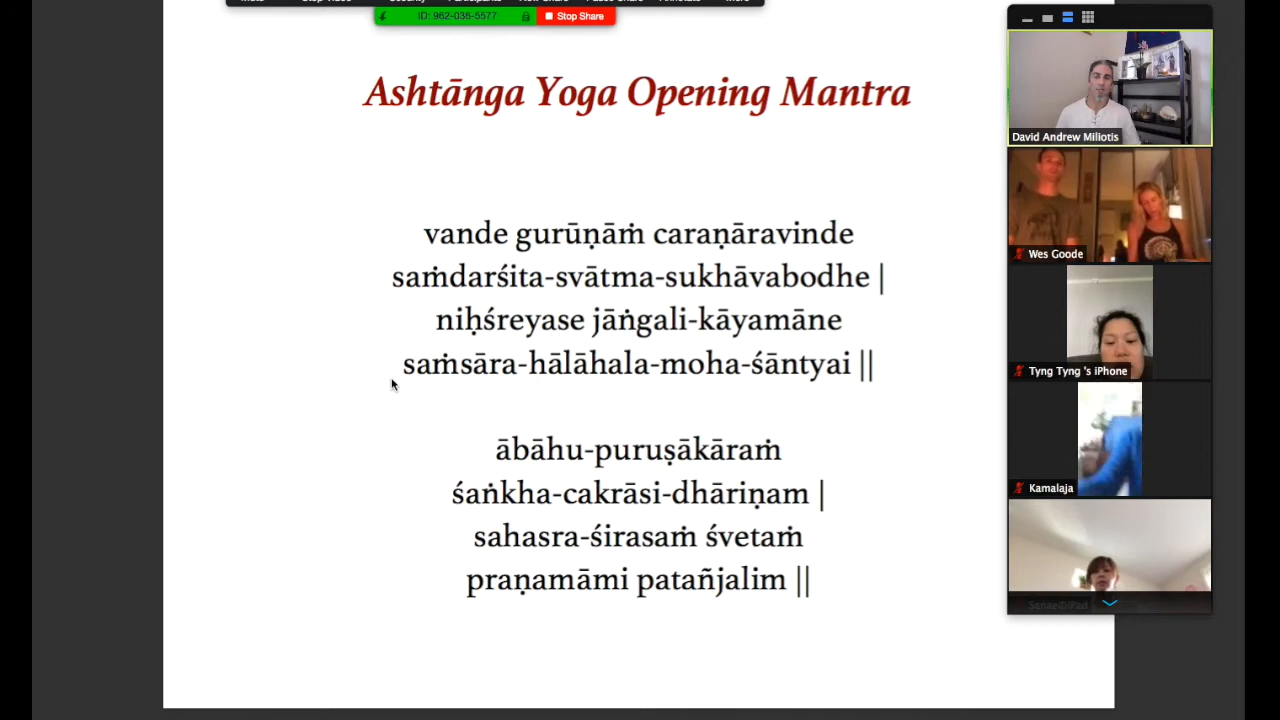 ID: 962-036-5577
Stop Share
Ashtānga Yoga Opening Mantra
vande gurūṇāṁ caraṇāravinde
saṁdarśita-svātma-sukhāvabodhe |
niḥśreyase jāṅgali-kāyamāne
saṁsāra-hālāhala-moha-śāntyai ||
ābāhu-puruṣākāraṁ
śaṅkha-cakrāsi-dhāriṇam |
sahasra-śirasaṁ śvetaṁ
praṇamāmi patañjalim ||
David Andrew Miliotis
Wes Goode
Tyng Tyng 's iPhone
Kamalaja